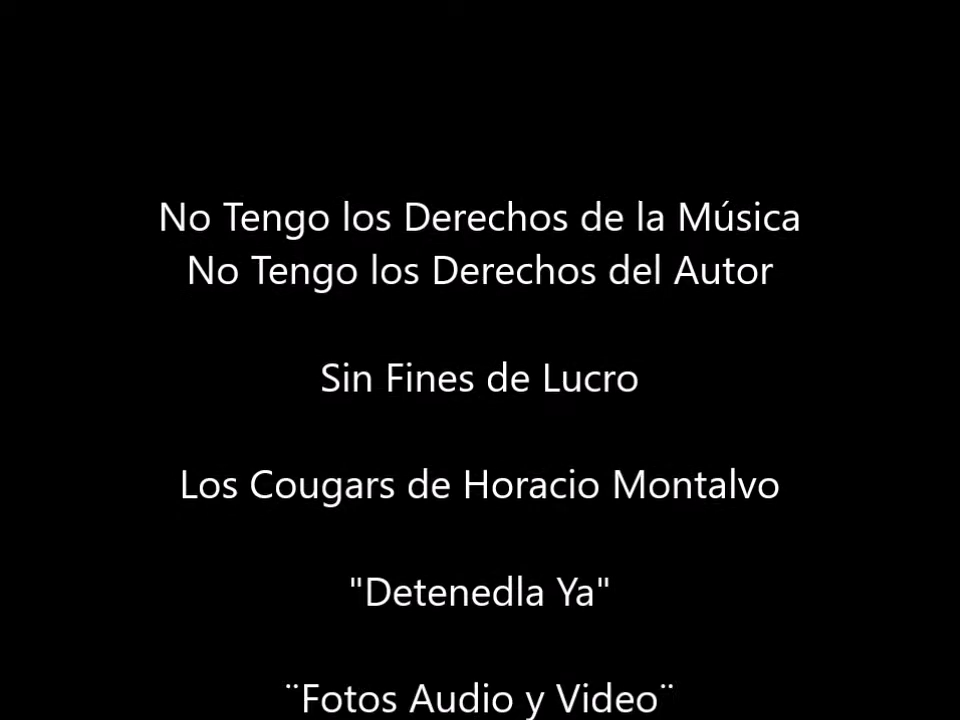 No Tengo los Derechos de la Música
No Tengo los Derechos del Autor
Sin Fines de Lucro
Los Cougars de Horacio Montalvo
"Detenedla Ya"
¨Fotos Audio y Video¨